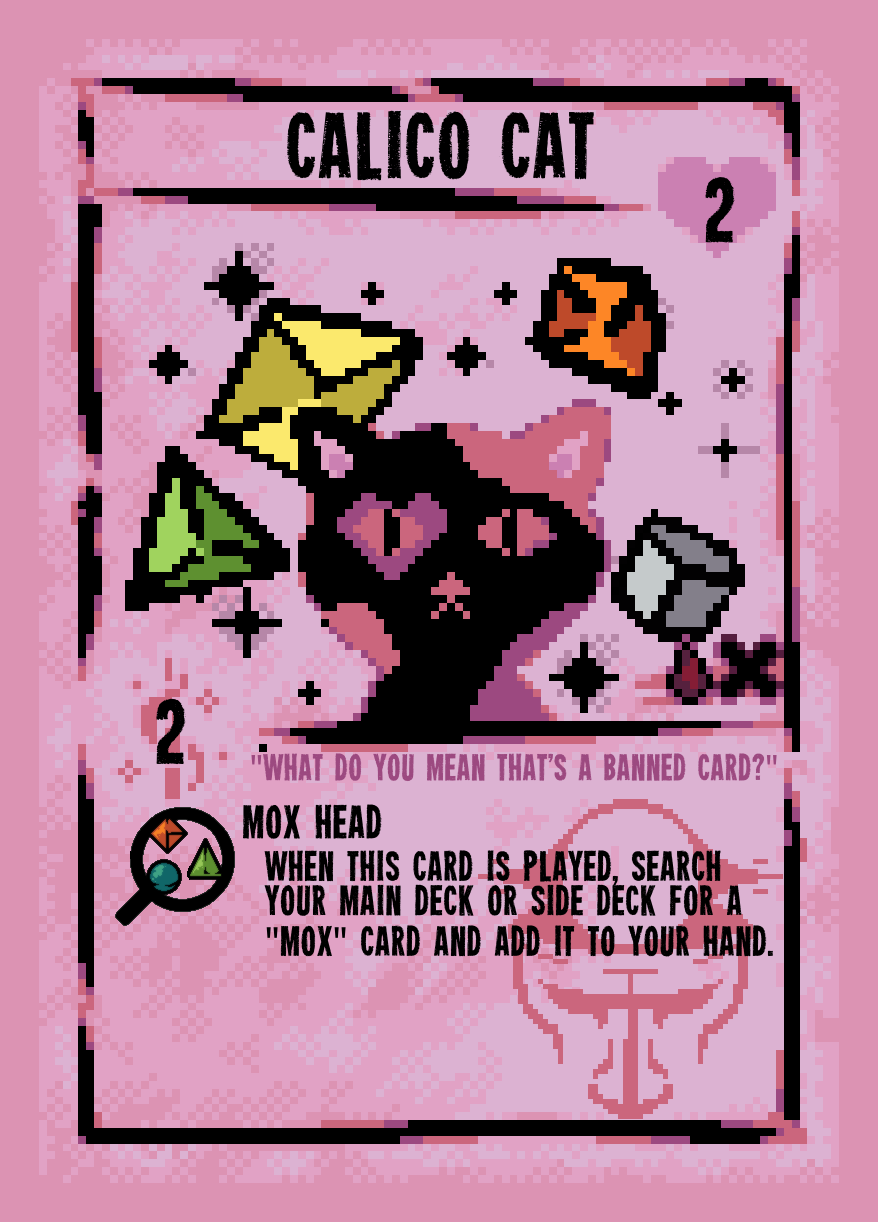 CALICO CAT
2
X
2
"WHAT DO YOU MEAN THAT'S A BANNED CARD?"
MOX HEAD
WHEN THIS CARD IS PLAYED, SEARCH
YOUR MAIN DECK OR SIDE DECK FOR A
"MOX" CARD AND ADD IT TO YOUR HAND.